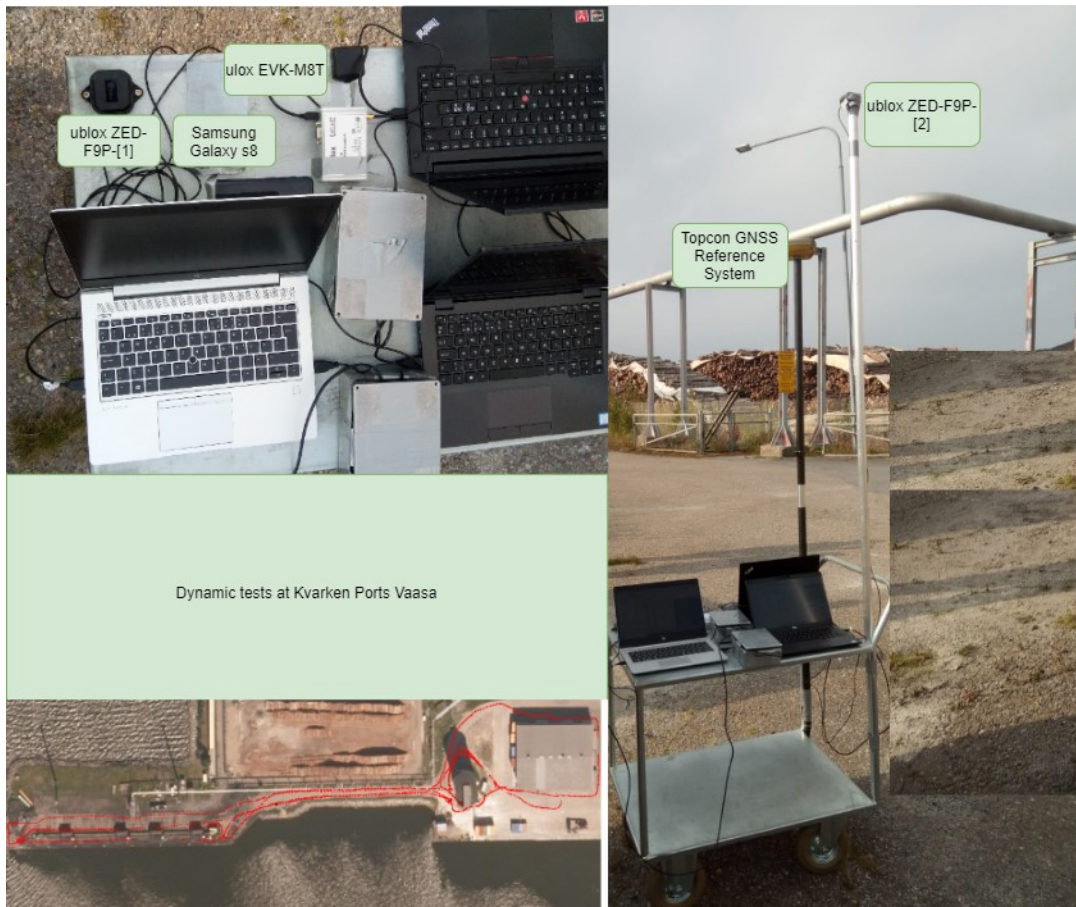 ulox EVK-M8T
ublox ZED-
F9P-[1]
Samsung
Galaxy s8
ublox ZED-F9P-
[2]
Topcon GNSS
Reference
System
Dynamic tests at Kvarken Ports Vaasa